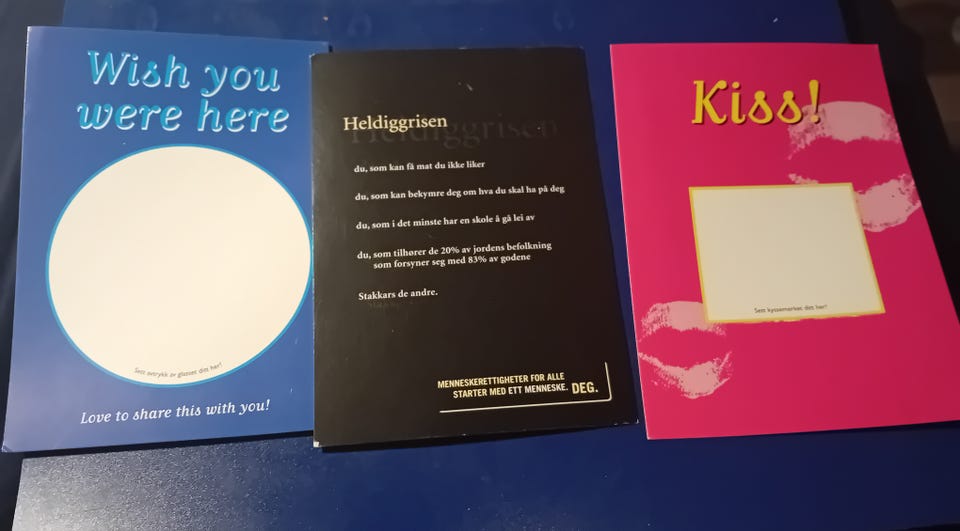 Wish you
were here
Sett avtrykk av glasset ditt her!
Love to share this with you!
Heldiggrisen
Heldiggrisen
du, som kan få mat du ikke liker
du, som kan bekymre deg om hva du skal ha på deg
du, som i det minste har en skole å gå lei av
du, som tilhører de 20% av jordens befolkning
som forsyner seg med 83% av godene
Stakkars de andre.
MENNESKERETTIGHETER FOR ALLE
STARTER MED ETT MENNESKE. DEG.
Kiss!
Sett kyssemerket ditt her!